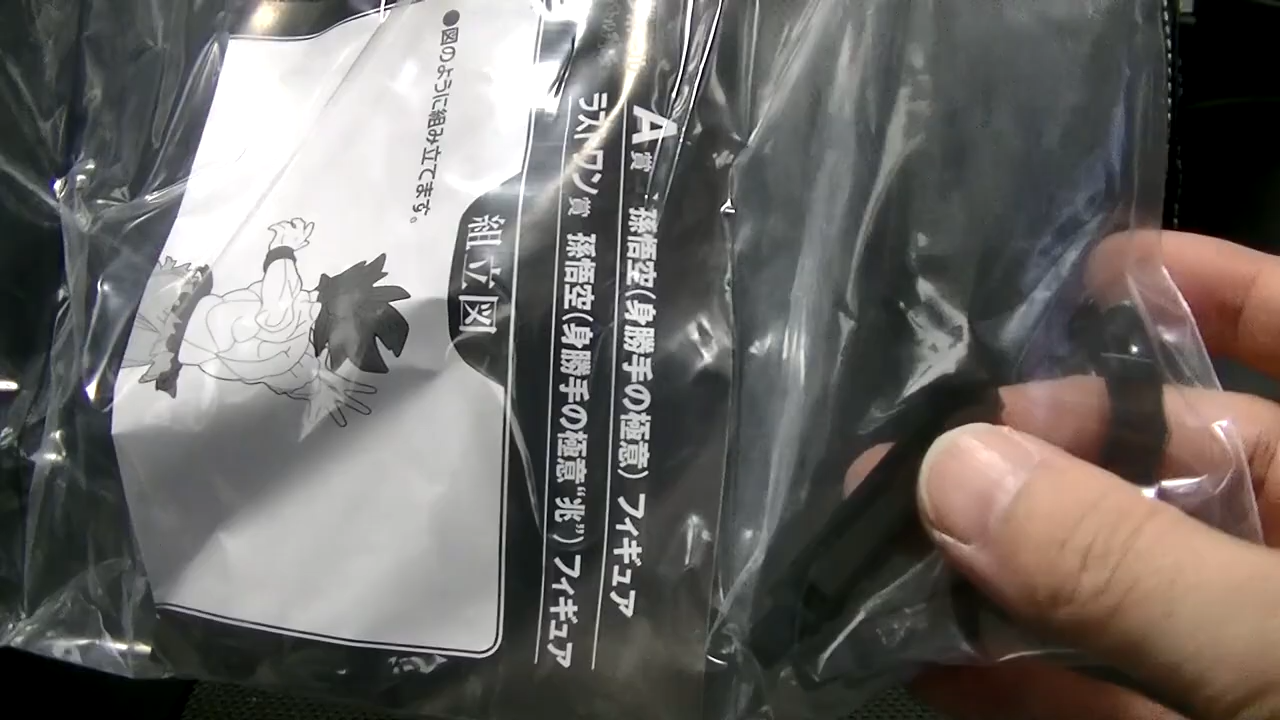 A賞 孫悟空(身勝手の極意)フィギュア
ラストワン賞 孫悟空(身勝手の極意“兆”)フィギュア
組立図
●図のように組み立てます。